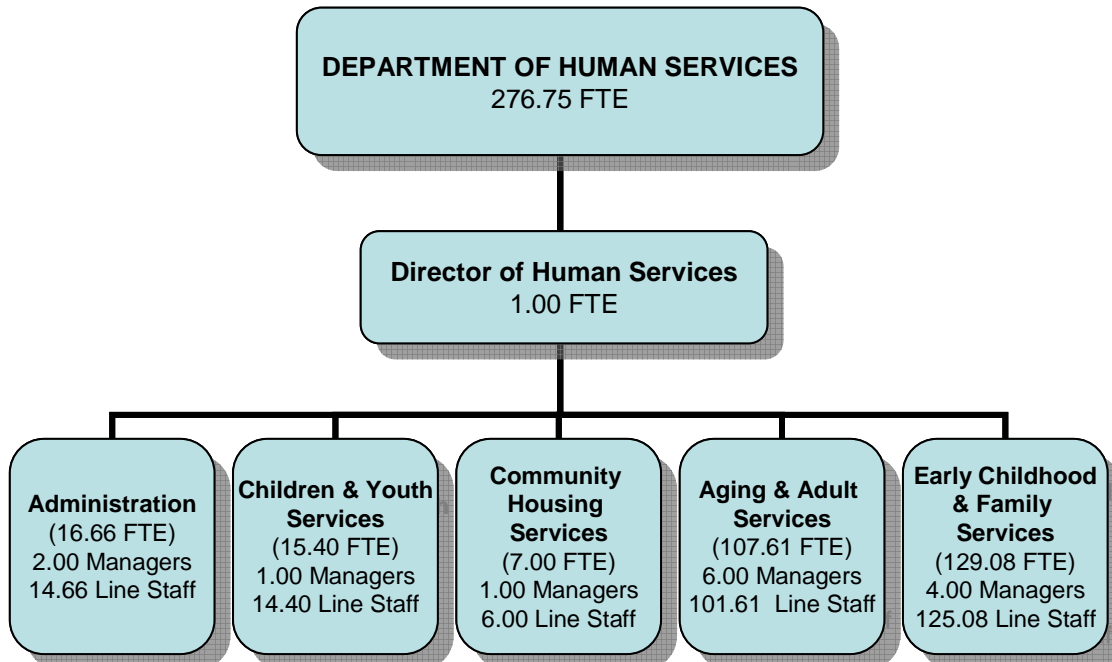 DEPARTMENT OF HUMAN SERVICES
276.75 FTE
Director of Human Services
1.00 FTE
Administration
(16.66 FTE)
2.00 Managers
14.66 Line Staff
Children & Youth
Services
(15.40 FTE)
1.00 Managers
14.40 Line Staff
Community
Housing
Services
(7.00 FTE)
1.00 Managers
6.00 Line Staff
Aging & Adult
Services
(107.61 FTE)
6.00 Managers
101.61 Line Staff
Early Childhood
& Family
Services
(129.08 FTE)
4.00 Managers
125.08 Line Staff